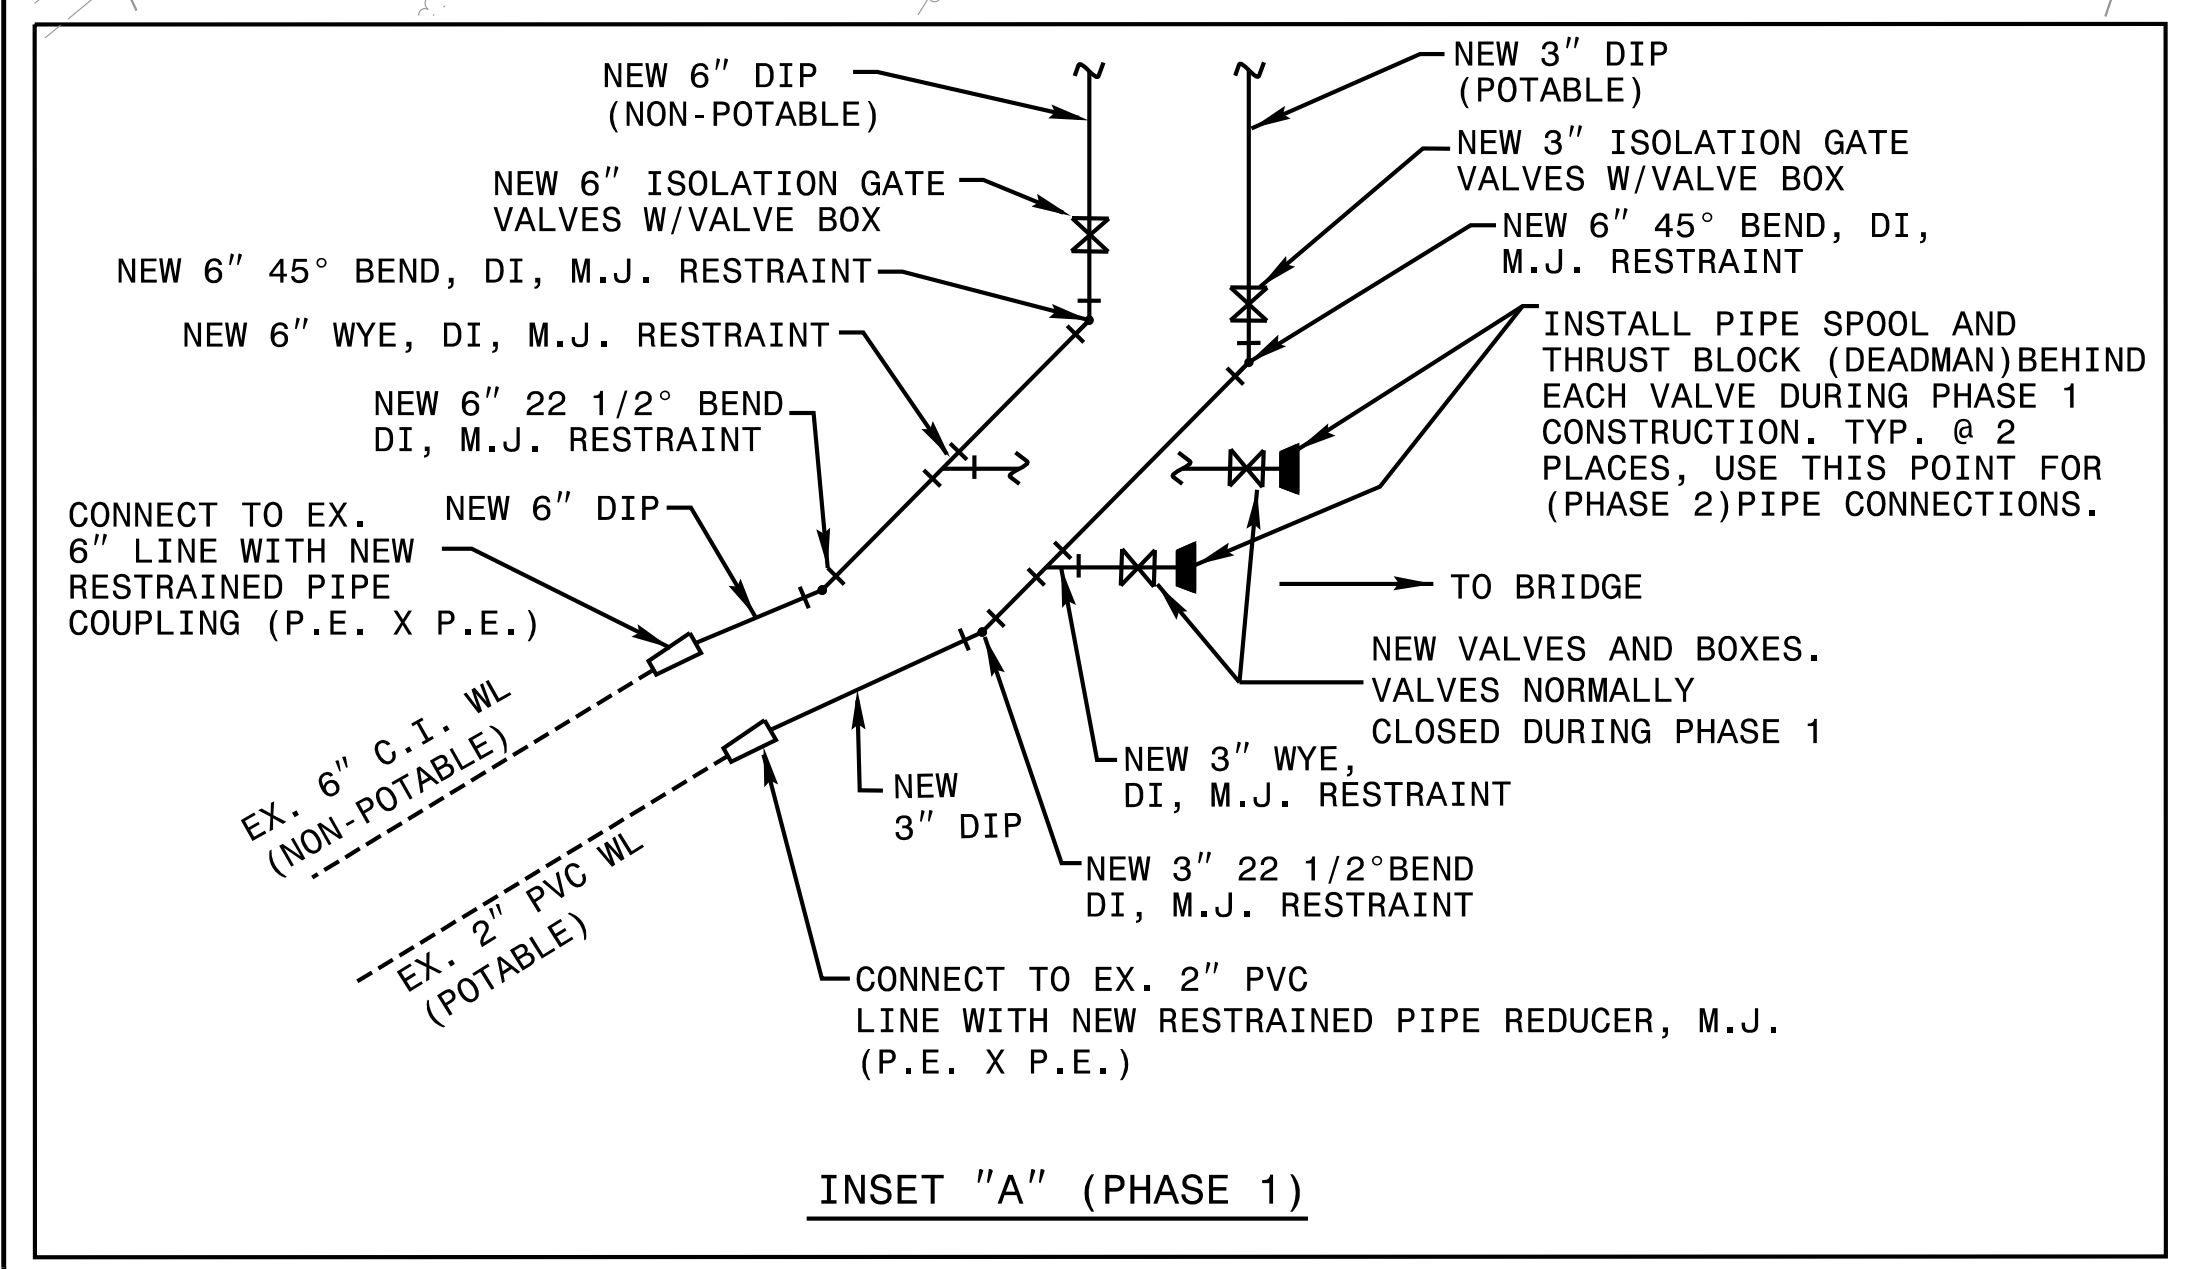 NEW 6" DIP
(NON-POTABLE)
NEW 3" DIP
(POTABLE)
NEW 6" ISOLATION GATE
VALVES W/VALVE BOX
NEW 3" ISOLATION GATE
VALVES W/VALVE BOX
NEW 6" 45° BEND, DI, M.J. RESTRAINT
NEW 6" 45° BEND, DI,
M.J. RESTRAINT
NEW 6" WYE, DI, M.J. RESTRAINT
INSTALL PIPE SPOOL AND
THRUST BLOCK (DEADMAN)BEHIND
EACH VALVE DURING PHASE 1
CONSTRUCTION. TYP. @ 2
PLACES, USE THIS POINT FOR
(PHASE 2)PIPE CONNECTIONS.
NEW 6" 22 1/2° BEND
DI, M.J. RESTRAINT
NEW 6" DIP
CONNECT TO EX.
6" LINE WITH NEW
RESTRAINED PIPE
COUPLING (P.E. X P.E.)
TO BRIDGE
NEW VALVES AND BOXES.
VALVES NORMALLY
CLOSED DURING PHASE 1
EX. 6" C.I. WL
(NON-POTABLE)
NEW 3" WYE,
DI, M.J. RESTRAINT
NEW
3" DIP
EX. 2" PVC WL
(POTABLE)
NEW 3" 22 1/2°BEND
DI, M.J. RESTRAINT
CONNECT TO EX. 2" PVC
LINE WITH NEW RESTRAINED PIPE REDUCER, M.J.
(P.E. X P.E.)
INSET "A" (PHASE 1)